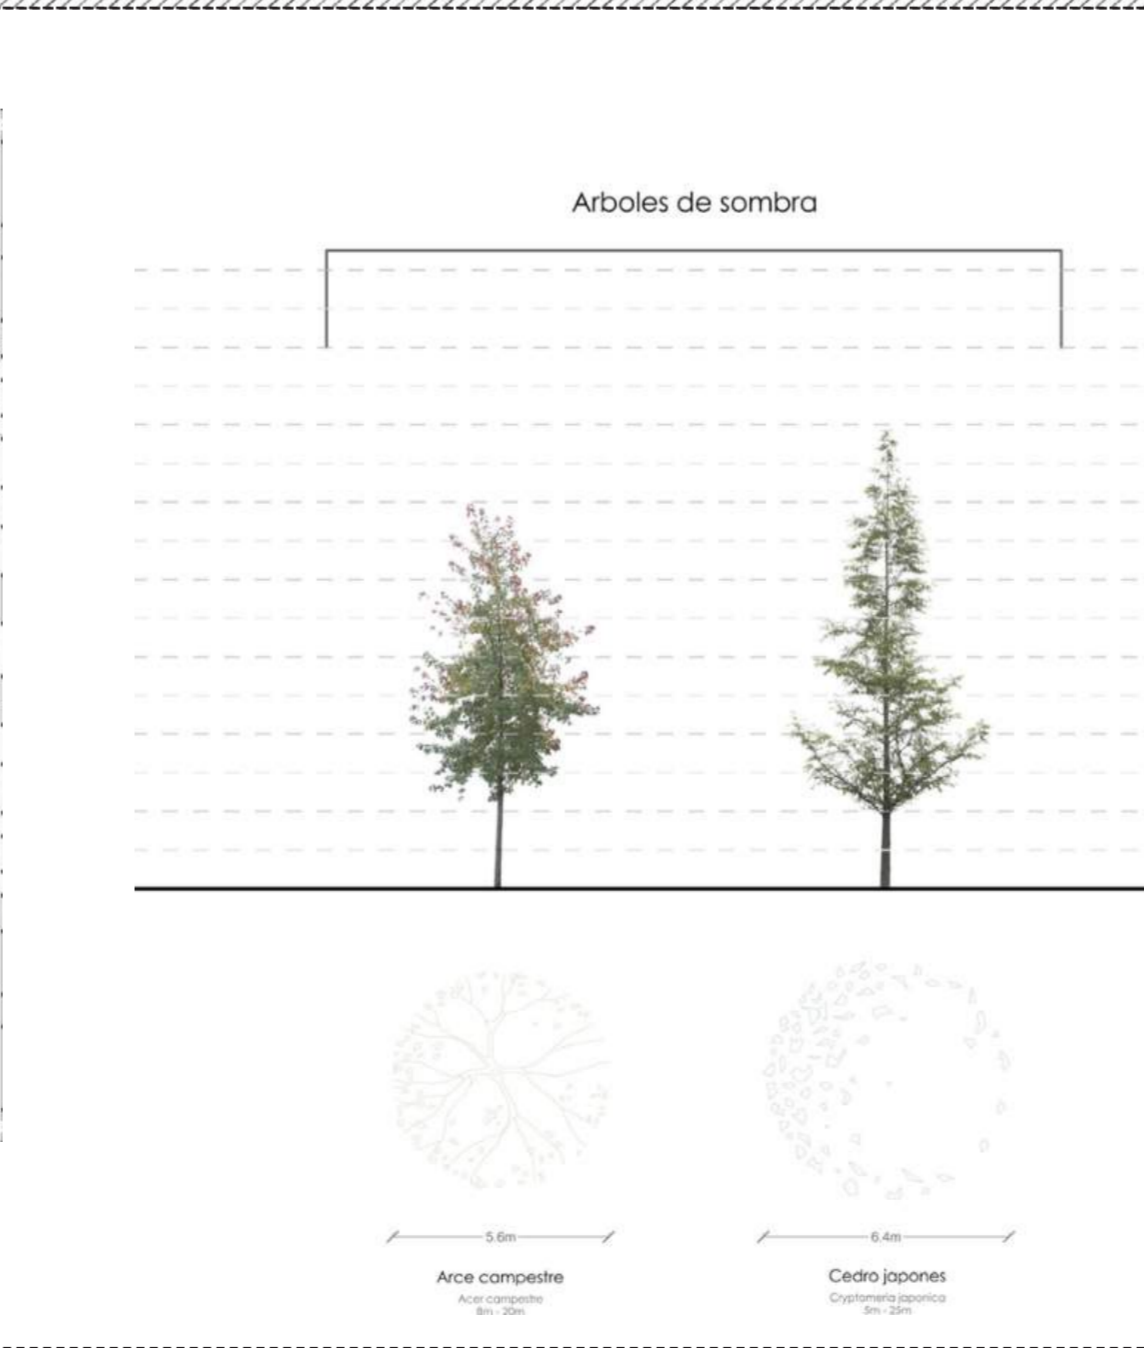 Arboles de sombra
5.6m
6.4m
Arce campestre
Cedro japones
Acer campestre
Cryptomeria japonica
8m - 20m
5m - 25m